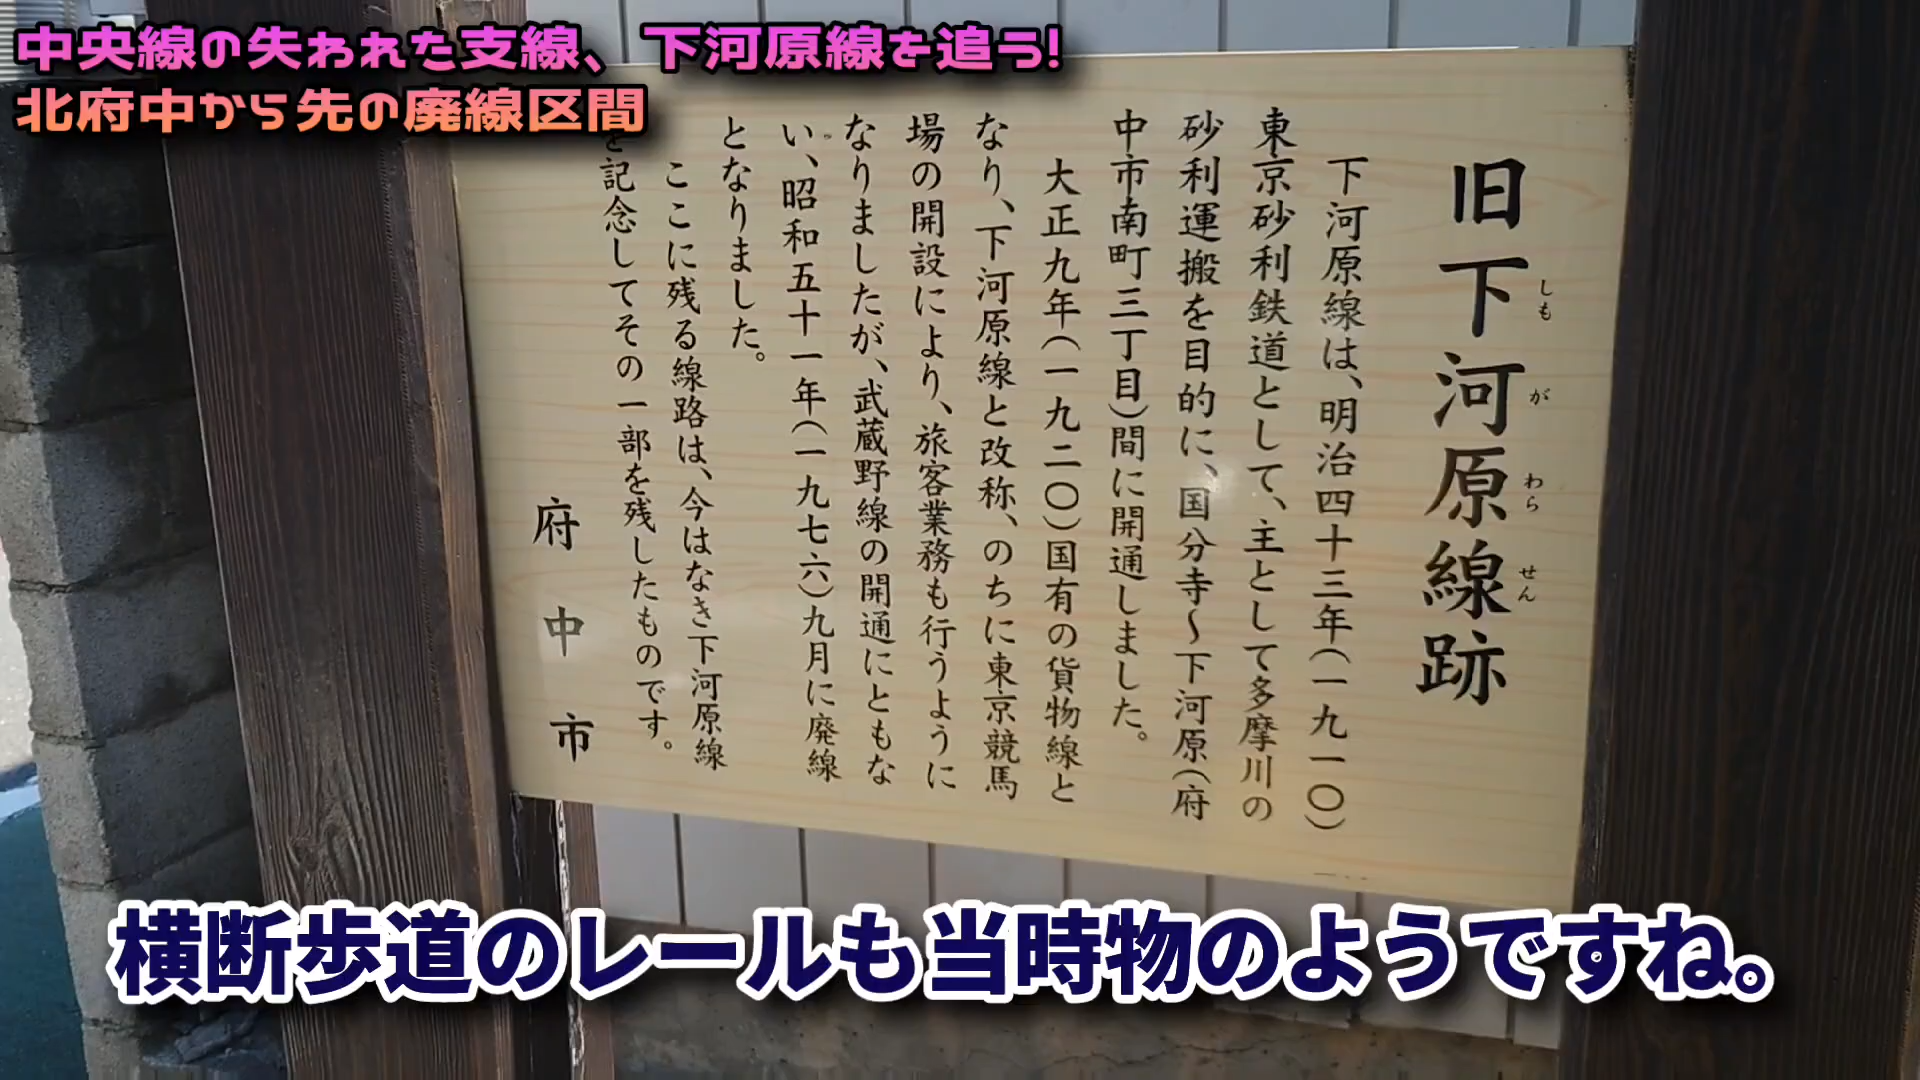 中央線の失われた支線、下河原線を追う!
北府中から先の廃線区間
旧下河原線跡
しもがわらせん
下河原線は、明治四十三年(一九一〇)
東京砂利鉄道として、主として多摩川の
砂利運搬を目的に、国分寺〜下河原(府
中市南町三丁目)間に開通しました。
大正九年(一九二〇)国有の貨物線と
なり、下河原線と改称、のちに東京競馬
場の開設により、旅客業務も行うように
なりましたが、武蔵野線の開通にともな
い、昭和五十一年(一九七六)九月に廃線
となりました。
ここに残る線路は、今はなき下河原線
を記念してその一部を残したものです。
府中市
横断歩道のレールも当時物のようですね。